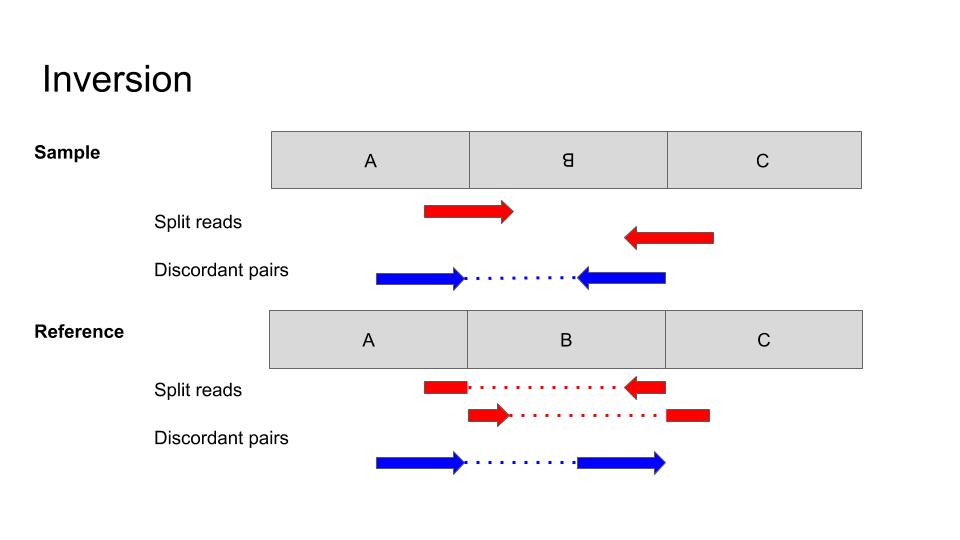 Inversion
Sample
A B C
Split reads
Discordant pairs
Reference
A B C
Split reads
Discordant pairs